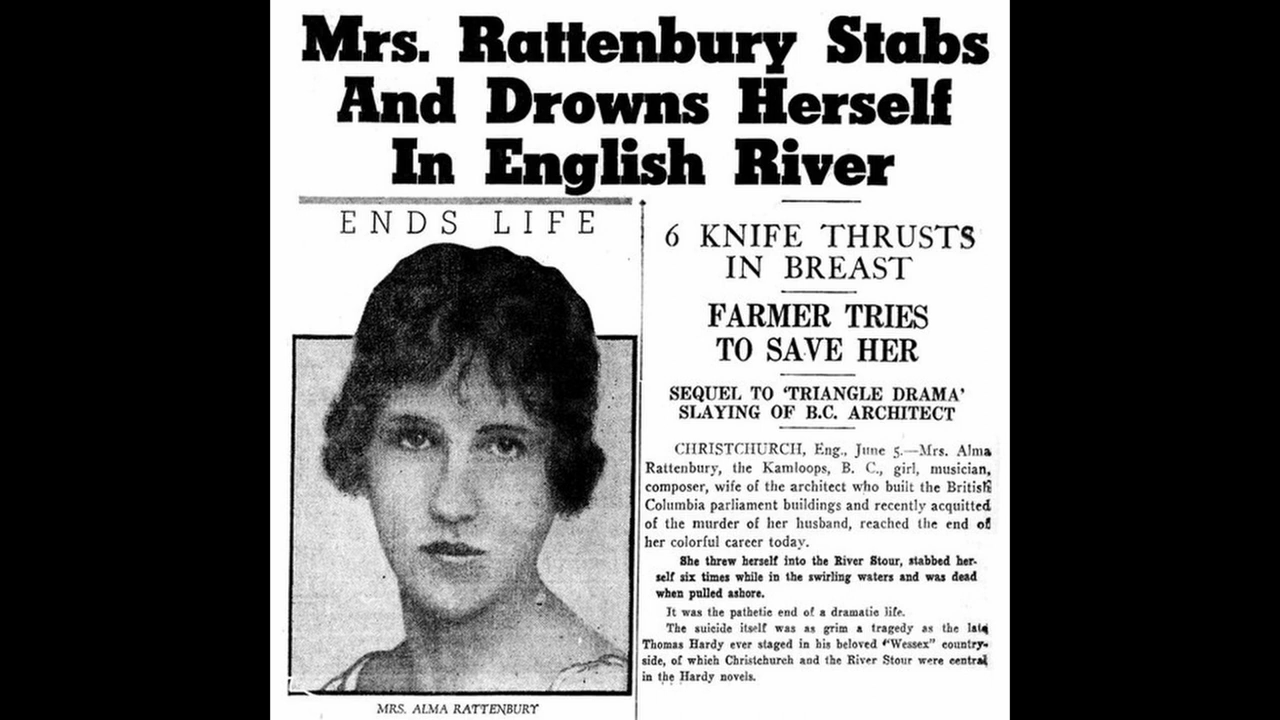 Mrs. Rattenbury Stabs
And Drowns Herself
In English River
ENDS LIFE
MRS. ALMA RATTENBURY
6 KNIFE THRUSTS
IN BREAST
FARMER TRIES
TO SAVE HER
SEQUEL TO ‘TRIANGLE DRAMA’
SLAYING OF B.C. ARCHITECT
CHRISTCHURCH, Eng., June 5.—Mrs. Alma
Rattenbury, the Kamloops, B. C., girl, musician,
composer, wife of the architect who built the British
Columbia parliament buildings and recently acquitted
of the murder of her husband, reached the end of
her colorful career today.
She threw herself into the River Stour, stabbed her-
self six times while in the swirling waters and was dead
when pulled ashore.
It was the pathetic end of a dramatic life.
The suicide itself was as grim a tragedy as the late
Thomas Hardy ever staged in his beloved “Wessex” country-
side, of which Christchurch and the River Stour were central
in the Hardy novels.